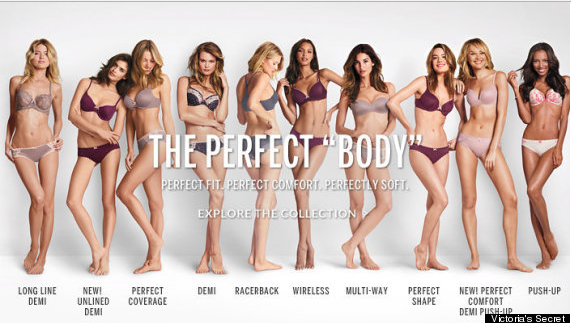 THE PERFECT “BODY”
PERFECT FIT. PERFECT COMFORT. PERFECTLY SOFT.
EXPLORE THE COLLECTION
LONG LINE
DEMI
NEW!
UNLINED
DEMI
PERFECT
COVERAGE
DEMI
RACERBACK
WIRELESS
MULTI-WAY
PERFECT
SHAPE
NEW! PERFECT
COMFORT
DEMI PUSH-UP
PUSH-UP
Victoria's Secret